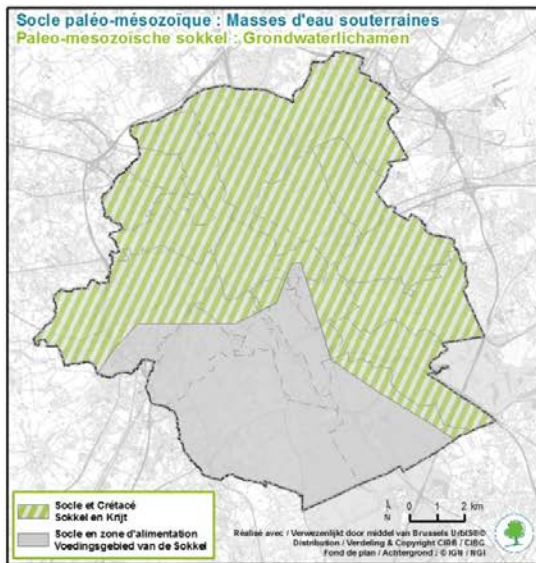 Socle paléo-mésozoïque : Masses d'eau souterraines
Paleo-mesozoïsche sokkel : Grondwaterlichamen
Socle et Crétacé
Sokkel en Krijt
Socle en zone d'alimentation
Voedingsgebied van de Sokkel
N
0 1 2 km
Réalisé avec / Verwezenlijkt door middel van Brussels UrbIS®©
Distribution / Verdeling & Copyright CIRB / CIBG
Fond de plan / Achtergrond : © IGN / NGI